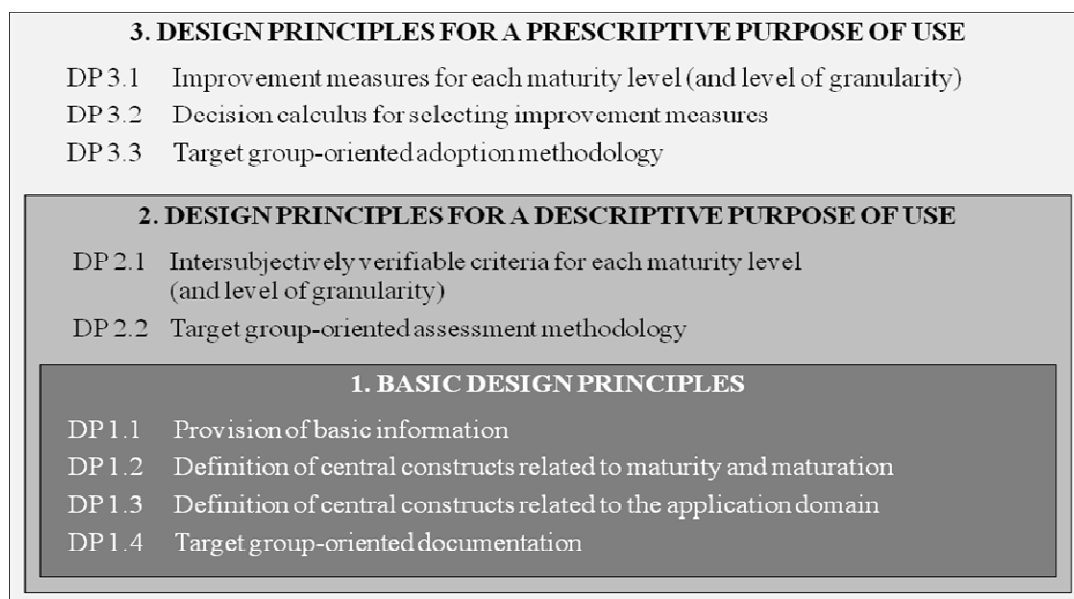 3. DESIGN PRINCIPLES FOR A PRESCRIPTIVE PURPOSE OF USE
DP 3.1 Improvement measures for each maturity level (and level of granularity)
DP 3.2 Decision calculus for selecting improvement measures
DP 3.3 Target group-oriented adoption methodology
2. DESIGN PRINCIPLES FOR A DESCRIPTIVE PURPOSE OF USE
DP 2.1 Intersubjectively verifiable criteria for each maturity level
(and level of granularity)
DP 2.2 Target group-oriented assessment methodology
1. BASIC DESIGN PRINCIPLES
DP 1.1 Provision of basic information
DP 1.2 Definition of central constructs related to maturity and maturation
DP 1.3 Definition of central constructs related to the application domain
DP 1.4 Target group-oriented documentation